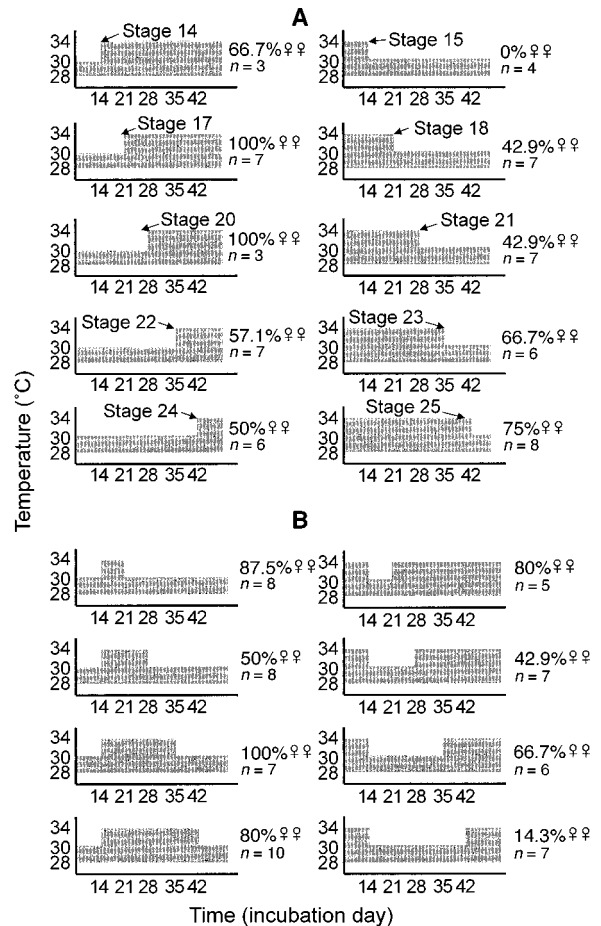 A
Stage 14
34
30
28
14 21 28 35 42
66.7%♀♀
n = 3
Stage 15
34
30
28
14 21 28 35 42
0%♀♀
n = 4
Stage 17
34
30
28
14 21 28 35 42
100%♀♀
n = 7
Stage 18
34
30
28
14 21 28 35 42
42.9%♀♀
n = 7
Stage 20
34
30
28
14 21 28 35 42
100%♀♀
n = 3
Stage 21
34
30
28
14 21 28 35 42
42.9%♀♀
n = 7
Stage 22
34
30
28
14 21 28 35 42
57.1%♀♀
n = 7
Stage 23
34
30
28
14 21 28 35 42
66.7%♀♀
n = 6
Stage 24
34
30
28
14 21 28 35 42
50%♀♀
n = 6
Stage 25
34
30
28
14 21 28 35 42
75%♀♀
n = 8
Temperature (°C)
B
34
30
28
14 21 28 35 42
87.5%♀♀
n = 8
34
30
28
14 21 28 35 42
80%♀♀
n = 5
34
30
28
14 21 28 35 42
50%♀♀
n = 8
34
30
28
14 21 28 35 42
42.9%♀♀
n = 7
34
30
28
14 21 28 35 42
100%♀♀
n = 7
34
30
28
14 21 28 35 42
66.7%♀♀
n = 6
34
30
28
14 21 28 35 42
80%♀♀
n = 10
34
30
28
14 21 28 35 42
14.3%♀♀
n = 7
Time (incubation day)